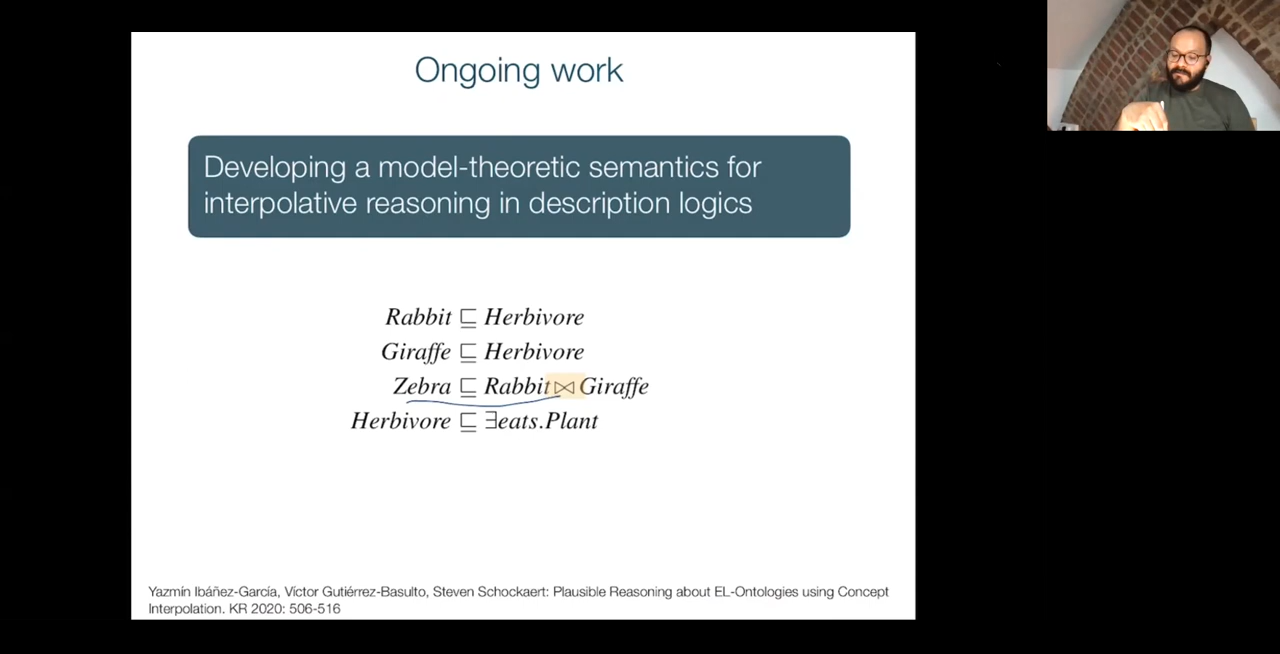 Ongoing work
Developing a model-theoretic semantics for
interpolative reasoning in description logics
Rabbit ⊑ Herbivore
Giraffe ⊑ Herbivore
Zebra ⊑ Rabbit ⋈ Giraffe
Herbivore ⊑ ∃eats.Plant
Yazmín Ibáñez-García, Víctor Gutiérrez-Basulto, Steven Schockaert: Plausible Reasoning about EL-Ontologies using Concept
Interpolation. KR 2020: 506-516